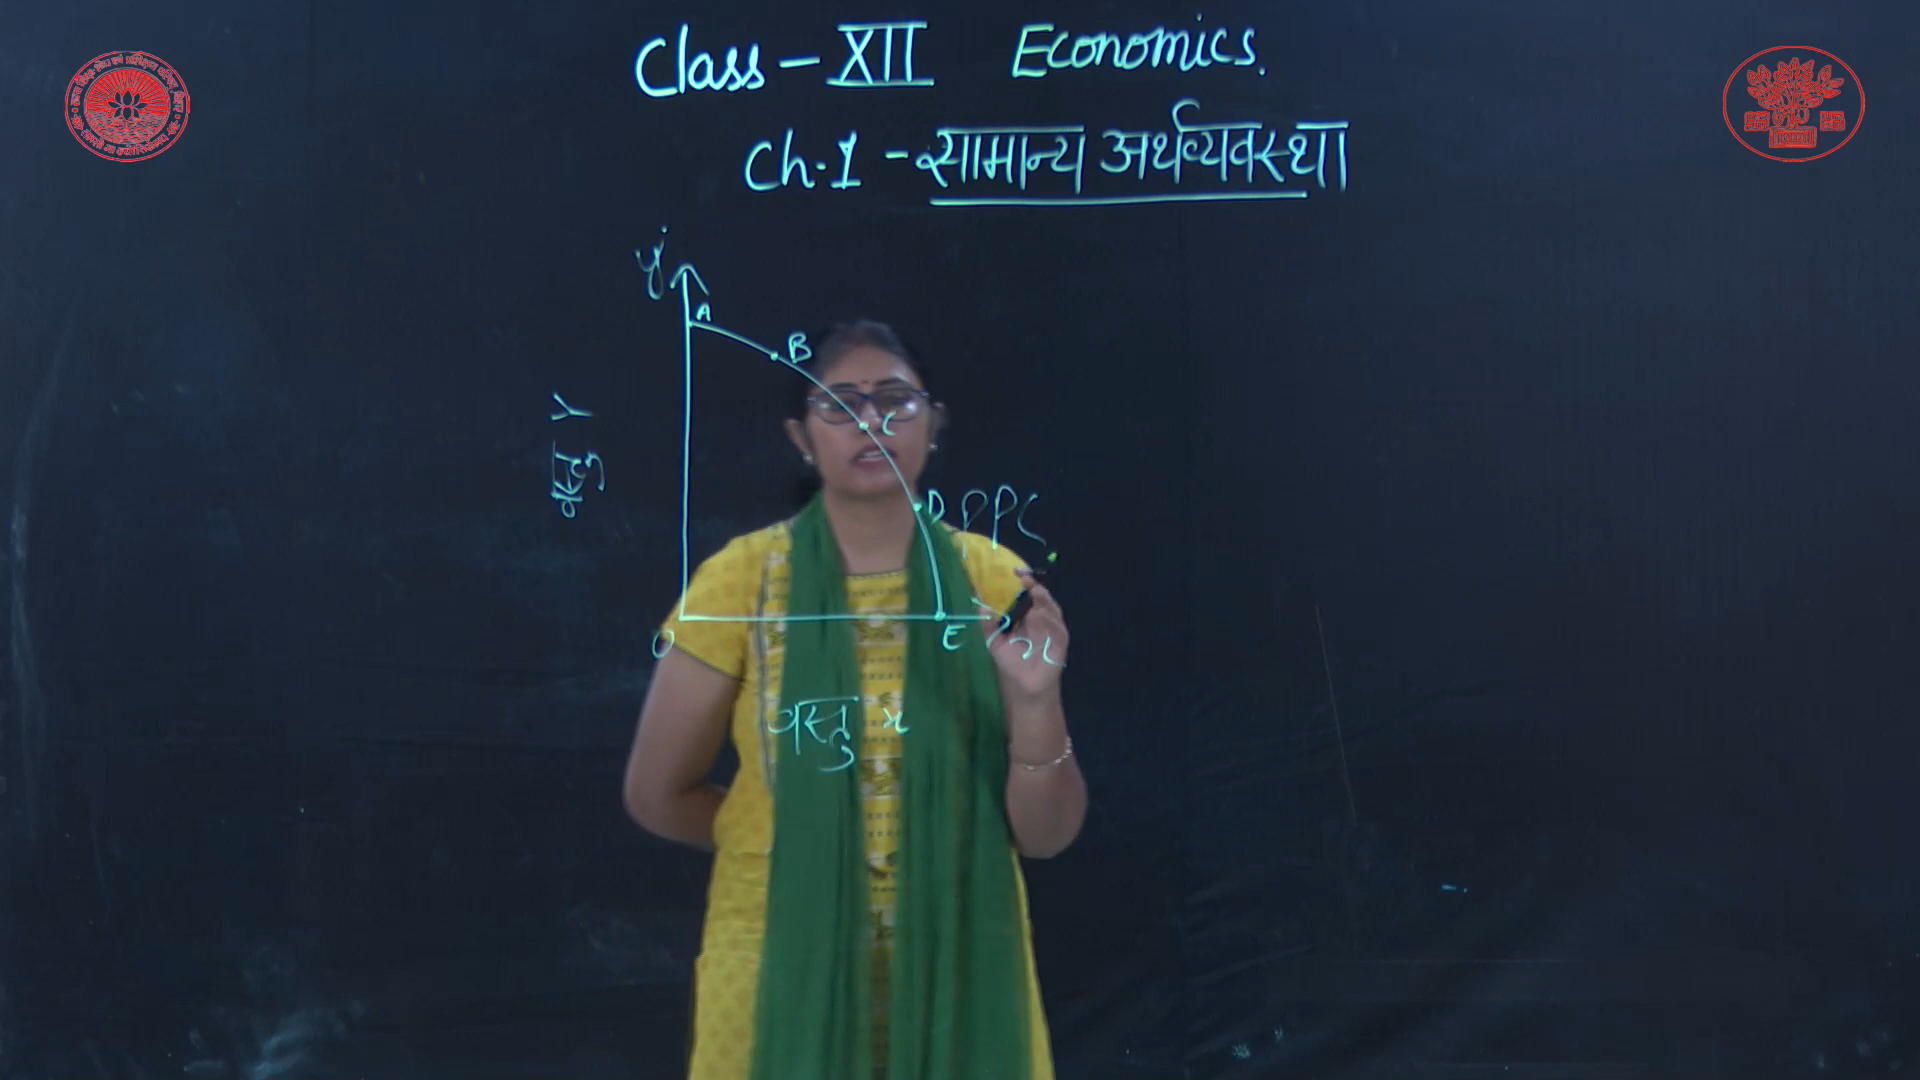 Class - XII Economics.
Ch. 1 - सामान्य अर्थव्यवस्था
y
A
B
वस्तु Y
C
D PPC
O
E
x
वस्तु x